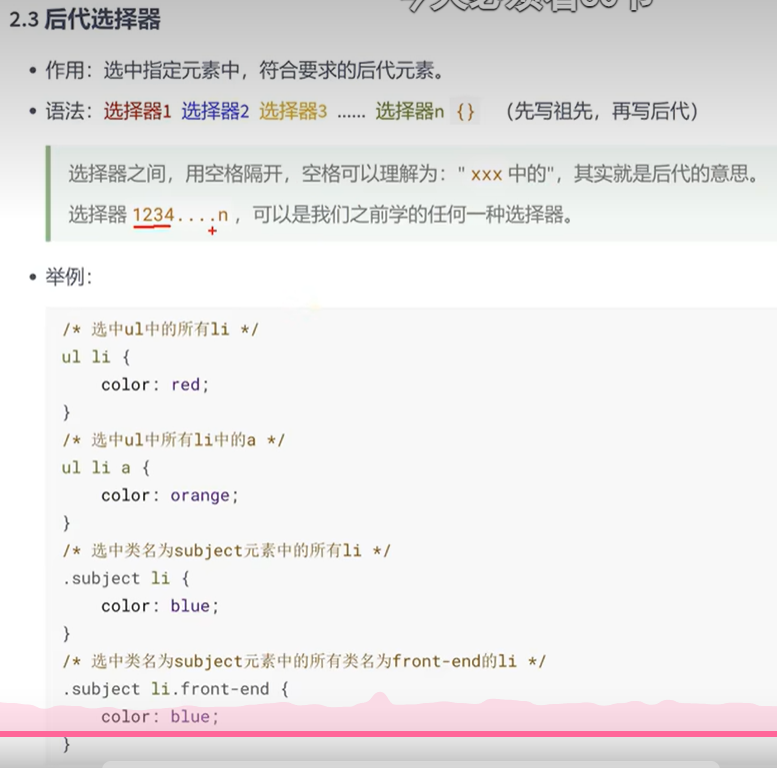 2.3 后代选择器
• 作用：选中指定元素中，符合要求的后代元素。
• 语法：选择器1 选择器2 选择器3 ...... 选择器n {} （先写祖先，再写后代）
选择器之间，用空格隔开，空格可以理解为：" xxx 中的"，其实就是后代的意思。
选择器 1234....n ，可以是我们之前学的任何一种选择器。
• 举例：
/* 选中ul中的所有li */
ul li {
    color: red;
}
/* 选中ul中所有li中的a */
ul li a {
    color: orange;
}
/* 选中类名为subject元素中的所有li */
.subject li {
    color: blue;
}
/* 选中类名为subject元素中的所有类名为front-end的li */
.subject li.front-end {
    color: blue;
}